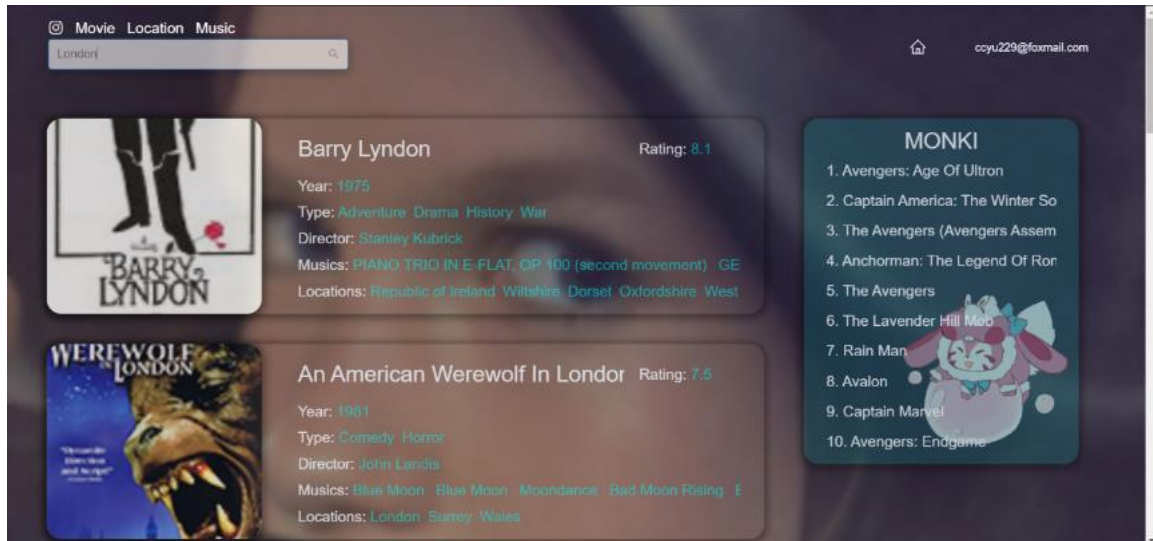 Movie Location Music
London
ccyu229@foxmail.com
BARRY
LYNDON
Barry Lyndon
Rating: 8.1
Year: 1975
Type: Adventure Drama History War
Director: Stanley Kubrick
Musics: PIANO TRIO IN E-FLAT, OP 100 (second movement) GE
Locations: Republic of Ireland Wiltshire Dorset Oxfordshire West
WEREWOLF
IN LONDON
An American Werewolf In Londor
Rating: 7.5
Year: 1981
Type: Comedy Horror
Director: John Landis
Musics: Blue Moon Blue Moon Moondance Bad Moon Rising
Locations: London Surrey Wales
MONKI
1. Avengers: Age Of Ultron
2. Captain America: The Winter So
3. The Avengers (Avengers Assem
4. Anchorman: The Legend Of Ror
5. The Avengers
6. The Lavender Hill Mob
7. Rain Man
8. Avalon
9. Captain Marvel
10. Avengers: Endgame